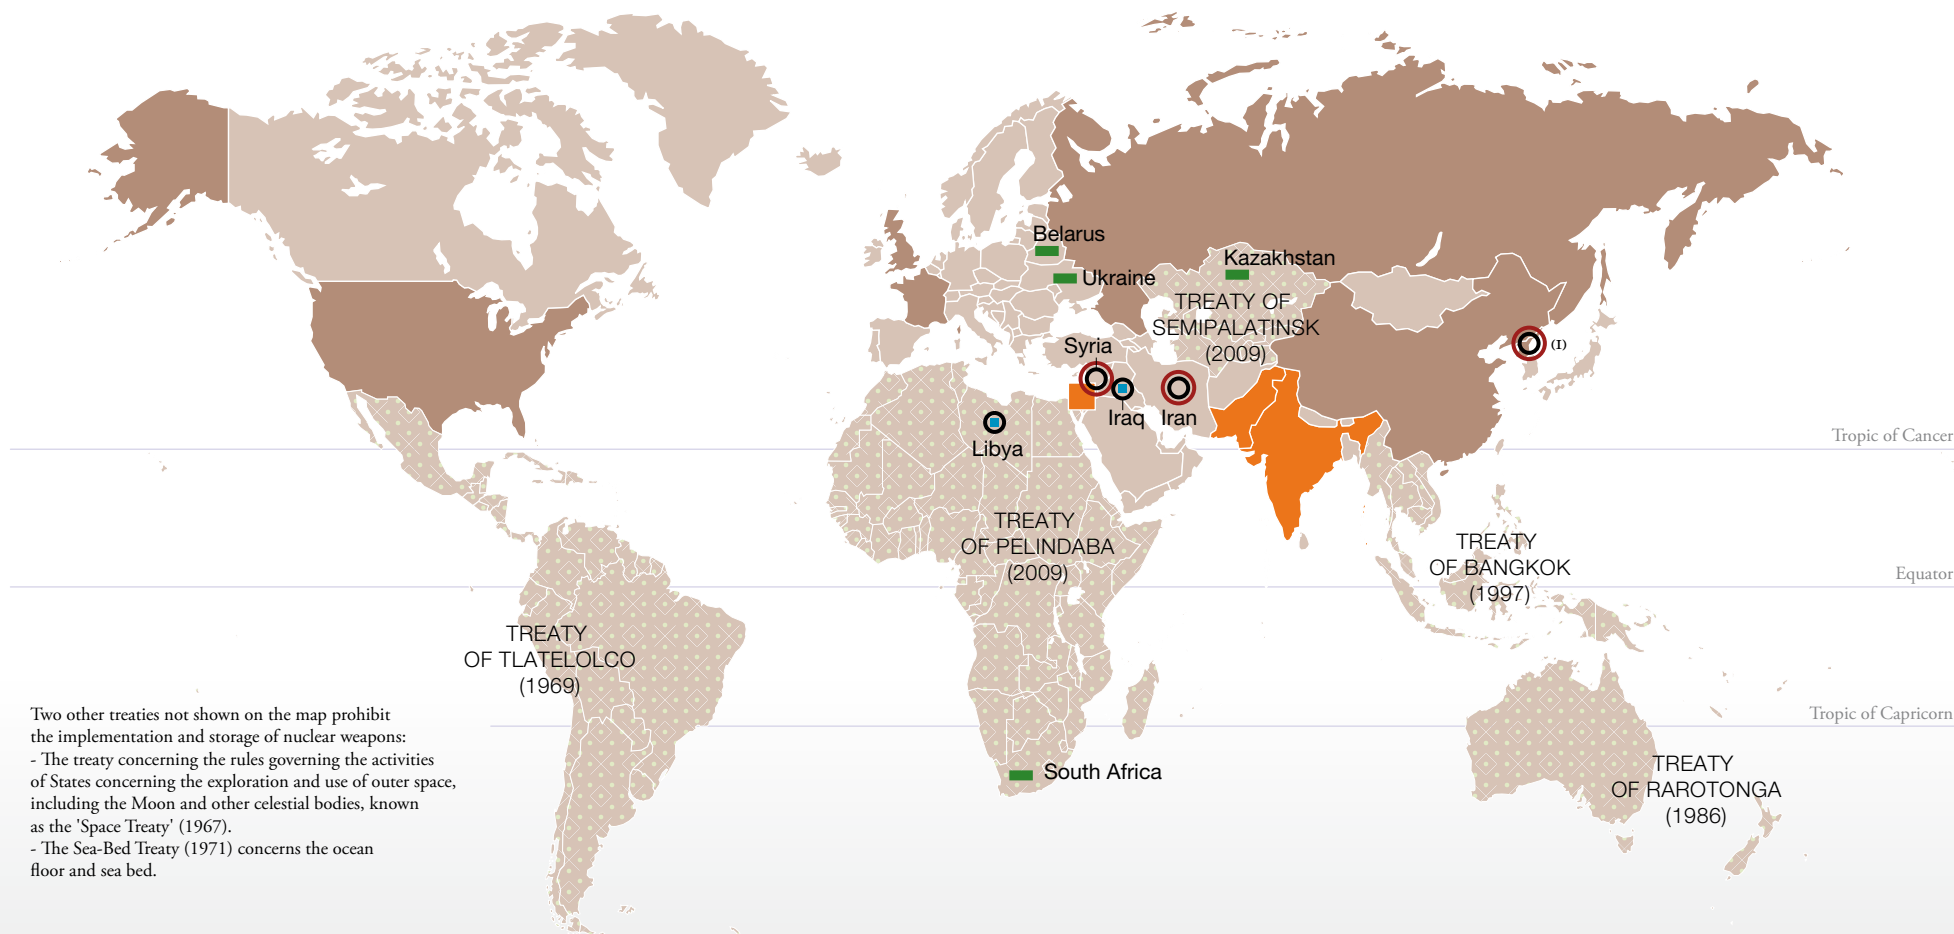 Belarus
Ukraine
Kazakhstan
TREATY OF
SEMIPALATINSK
(2009)
Syria
(1)
Iraq
Iran
Libya
Tropic of Cancer
TREATY
OF PELINDABA
(2009)
TREATY
OF BANGKOK
(1997)
Equator
TREATY
OF TLATELOLCO
(1969)
Tropic of Capricorn
South Africa
TREATY
OF RAROTONGA
(1986)
Two other treaties not shown on the map prohibit
the implementation and storage of nuclear weapons:
- The treaty concerning the rules governing the activities
of States concerning the exploration and use of outer space,
including the Moon and other celestial bodies, known
as the 'Space Treaty' (1967).
- The Sea-Bed Treaty (1971) concerns the ocean
floor and sea bed.